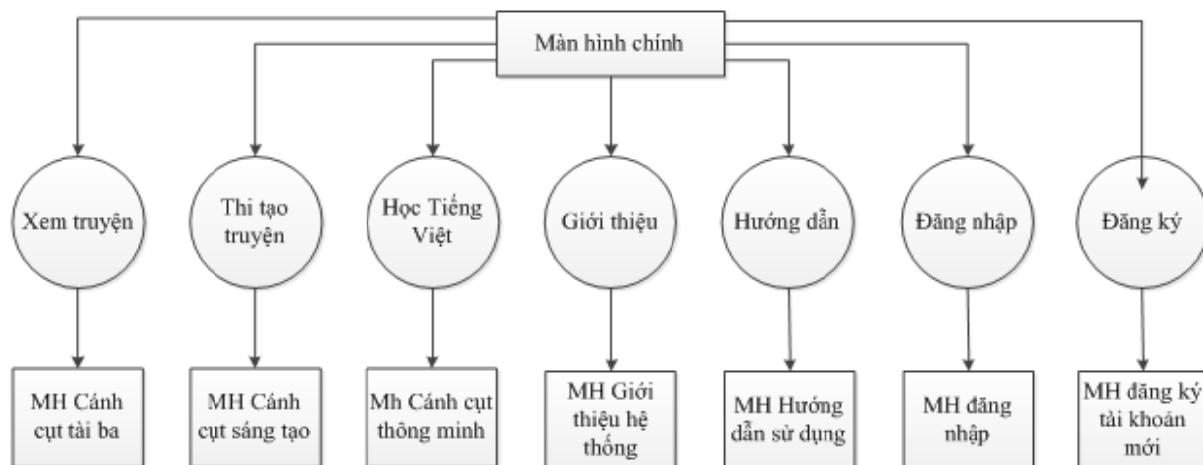 Màn hình chính
Xem truyện
Thi tạo
truyện
Học Tiếng
Việt
Giới thiệu
Hướng dẫn
Đăng nhập
Đăng ký
MH Cánh
cụt tài ba
MH Cánh
cụt sáng tạo
Mh Cánh cụt
thông minh
MH Giới
thiệu hệ
thống
MH Hướng
dẫn sử dụng
MH đăng
nhập
MH đăng ký
tài khoản
mới